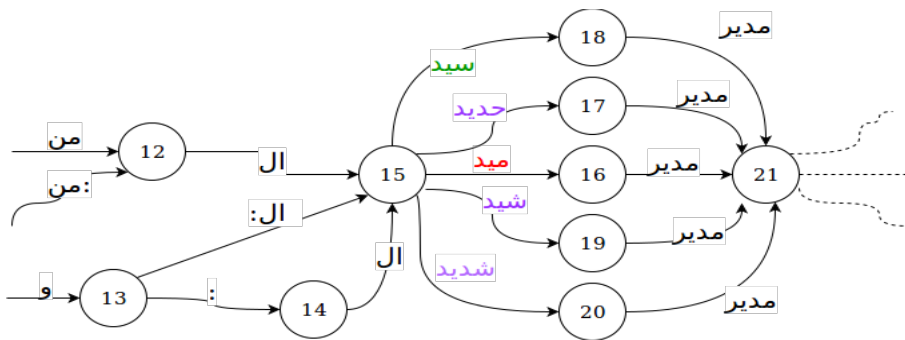 مدير
18
سيد
مدير
17
حديد
من
12
ال
ميد
مدير
16
15
21
:من
شيد
ال:
مدير
19
ال
و
13
:
14
شديد
20
مدير